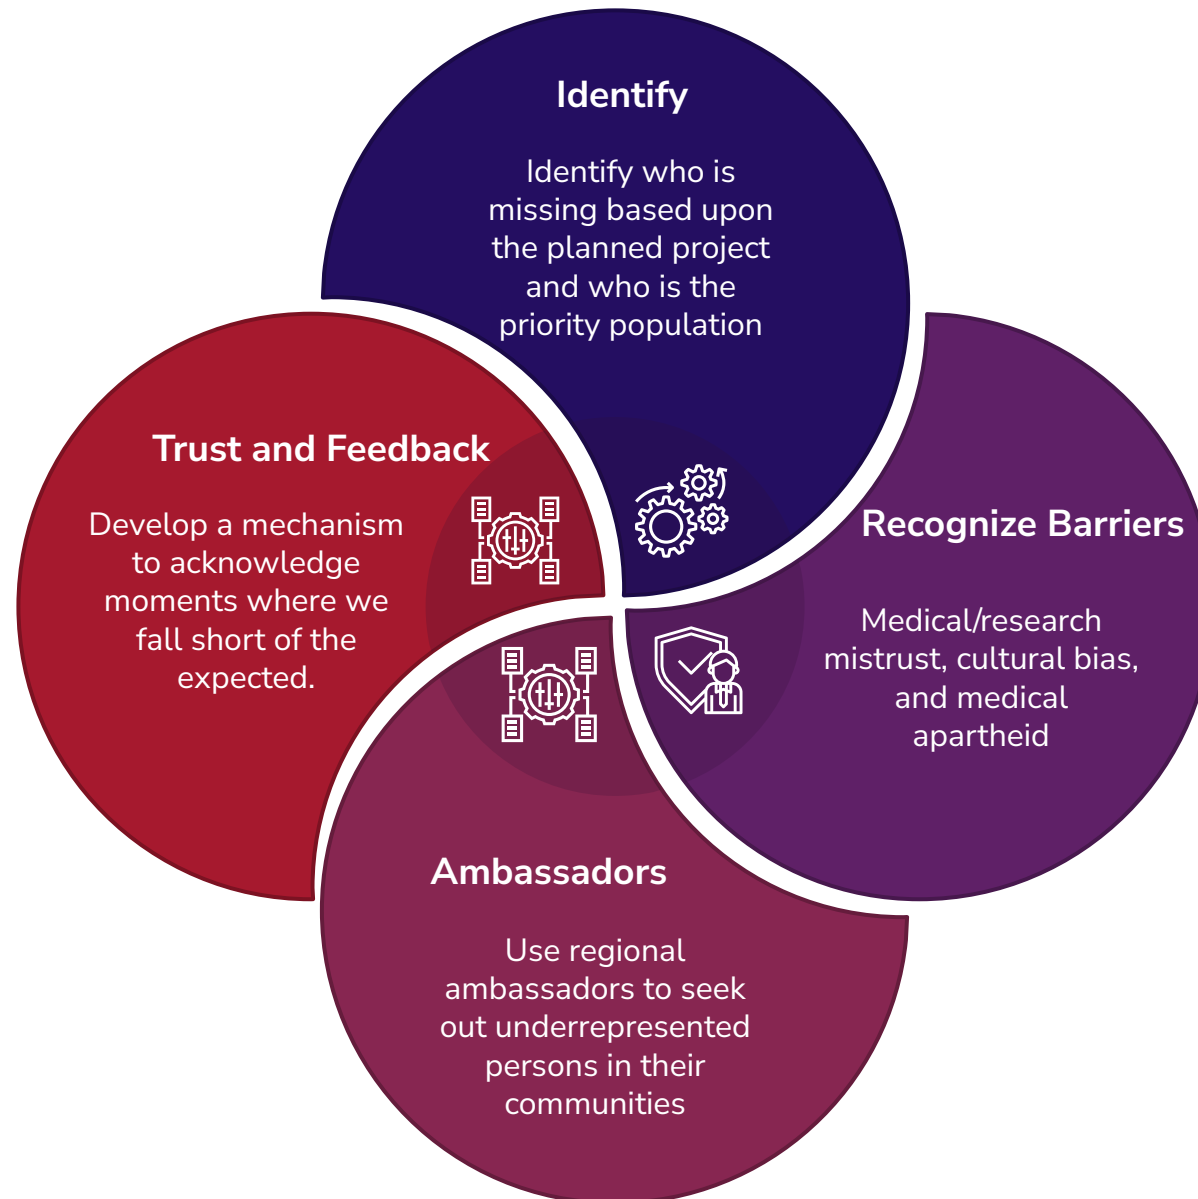 Identify
Identify who is
missing based upon
the planned project
and who is the
priority population
Recognize Barriers
Medical/research
mistrust, cultural bias,
and medical
apartheid
Ambassadors
Use regional
ambassadors to seek
out underrepresented
persons in their
communities
Trust and Feedback
Develop a mechanism
to acknowledge
moments where we
fall short of the
expected.